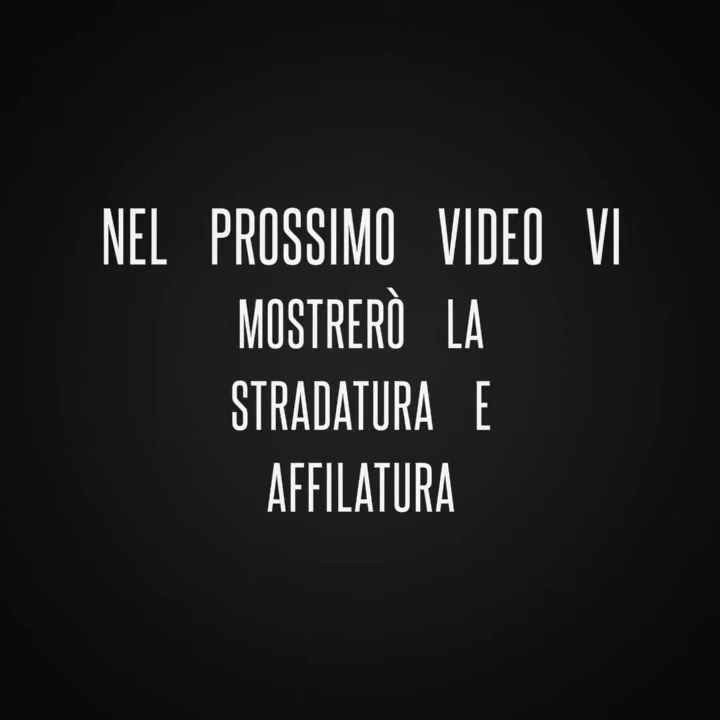 NEL PROSSIMO VIDEO VI
MOSTRERÒ LA
STRADATURA E
AFFILATURA